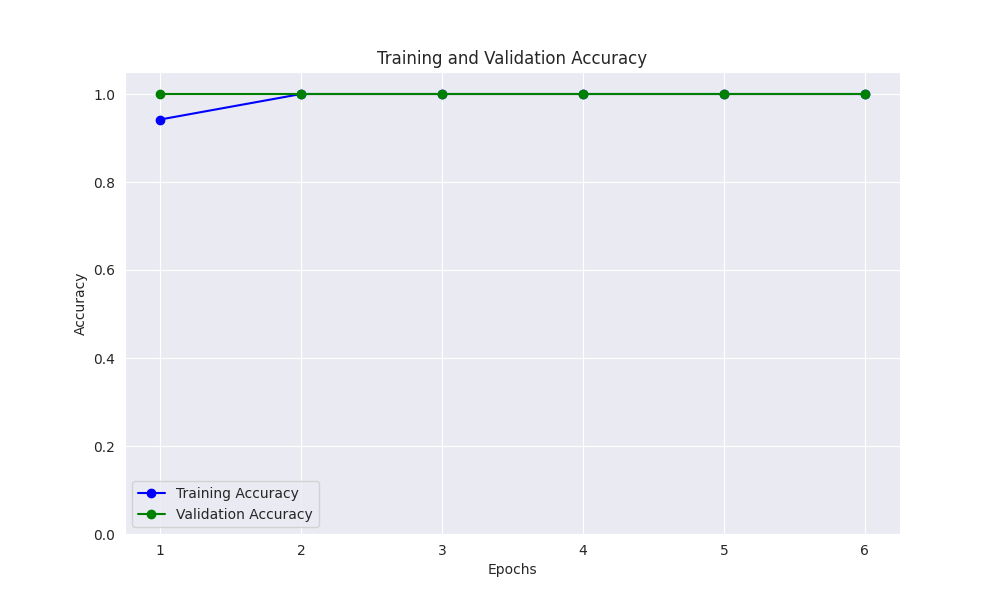 Training and Validation Accuracy
1.0
0.8
0.6
0.4
0.2
0.0
Accuracy
Training Accuracy
Validation Accuracy
1 2 3 4 5 6
Epochs